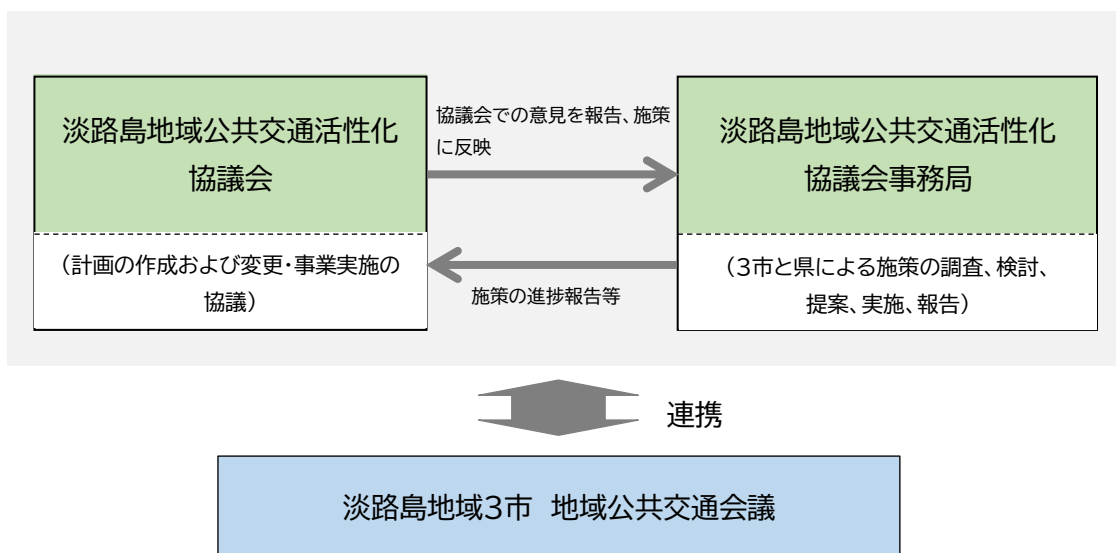 淡路島地域公共交通活性化
協議会
(計画の作成および変更・事業実施の
協議)
協議会での意見を報告、施策
に反映
施策の進捗報告等
淡路島地域公共交通活性化
協議会事務局
(3市と県による施策の調査、検討、
提案、実施、報告)
連携
淡路島地域3市 地域公共交通会議